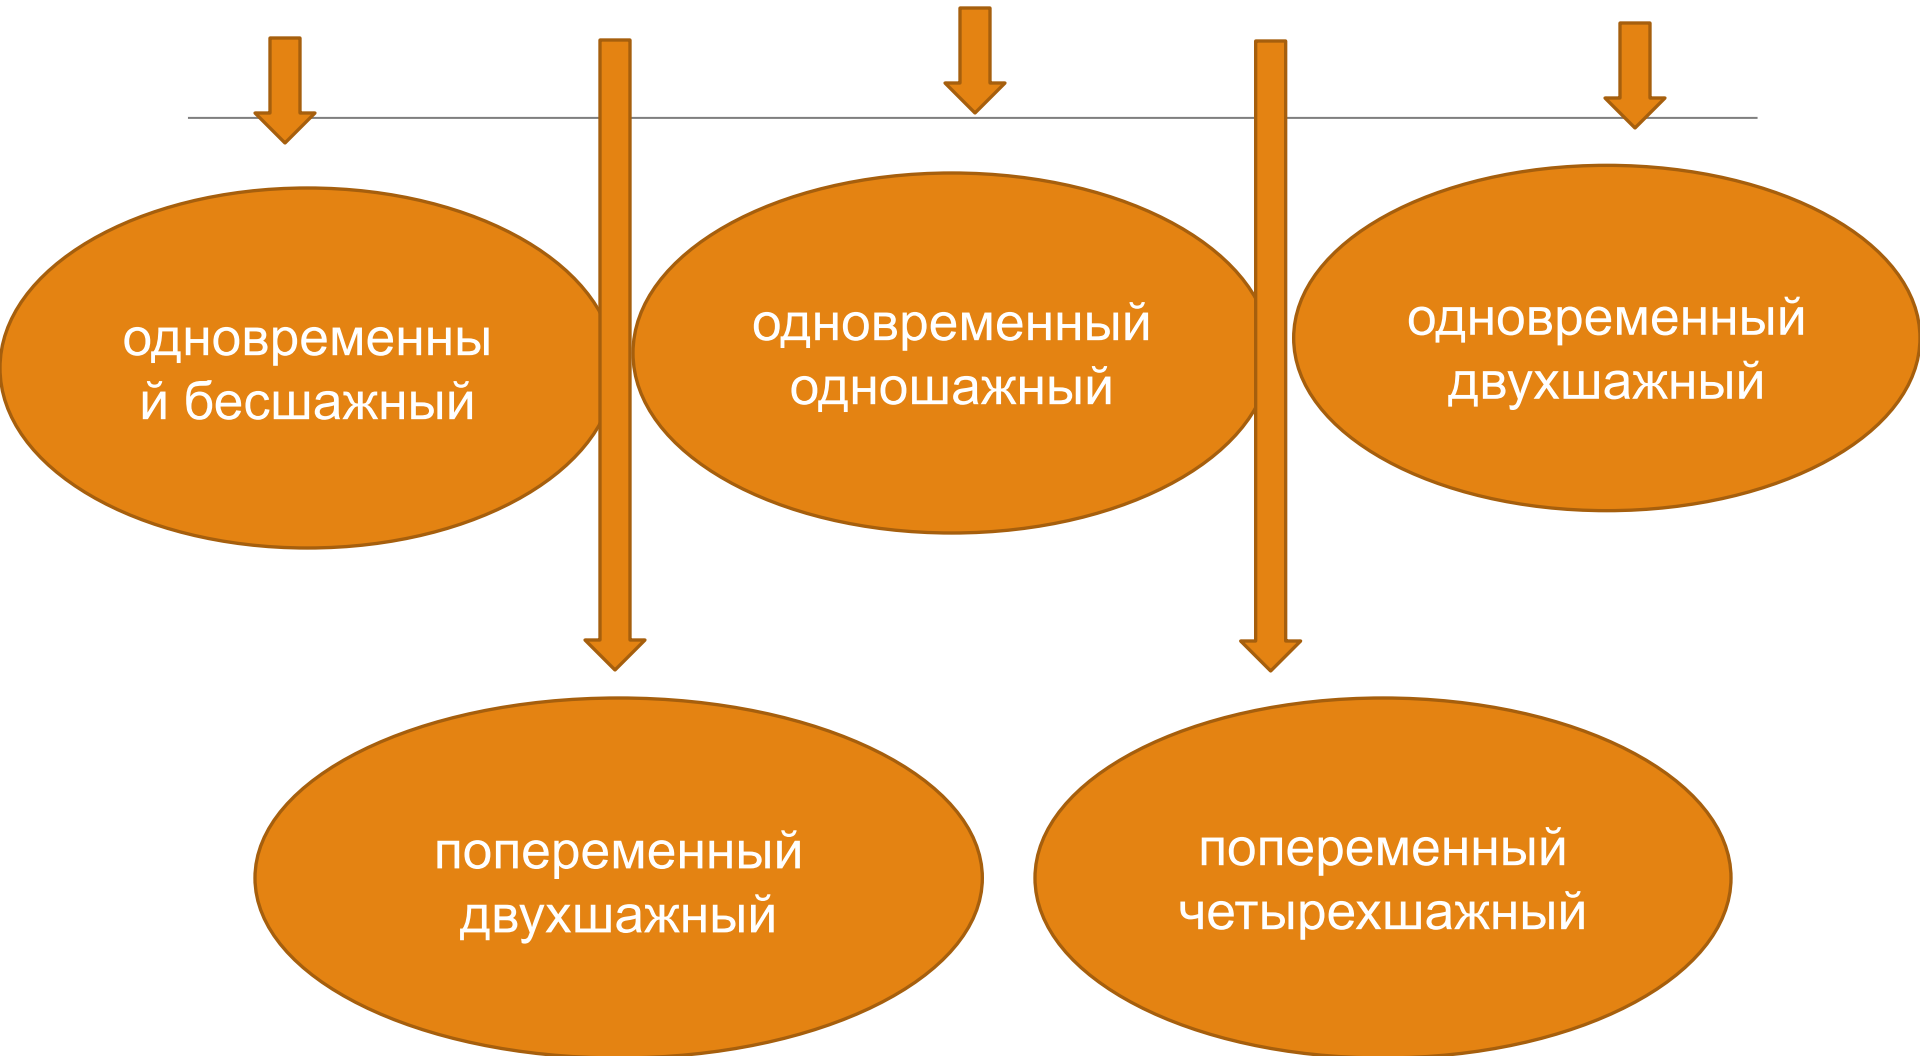 одновременны
й бесшажный
одновременный
одношажный
одновременный
двухшажный
попеременный
двухшажный
попеременный
четырехшажный